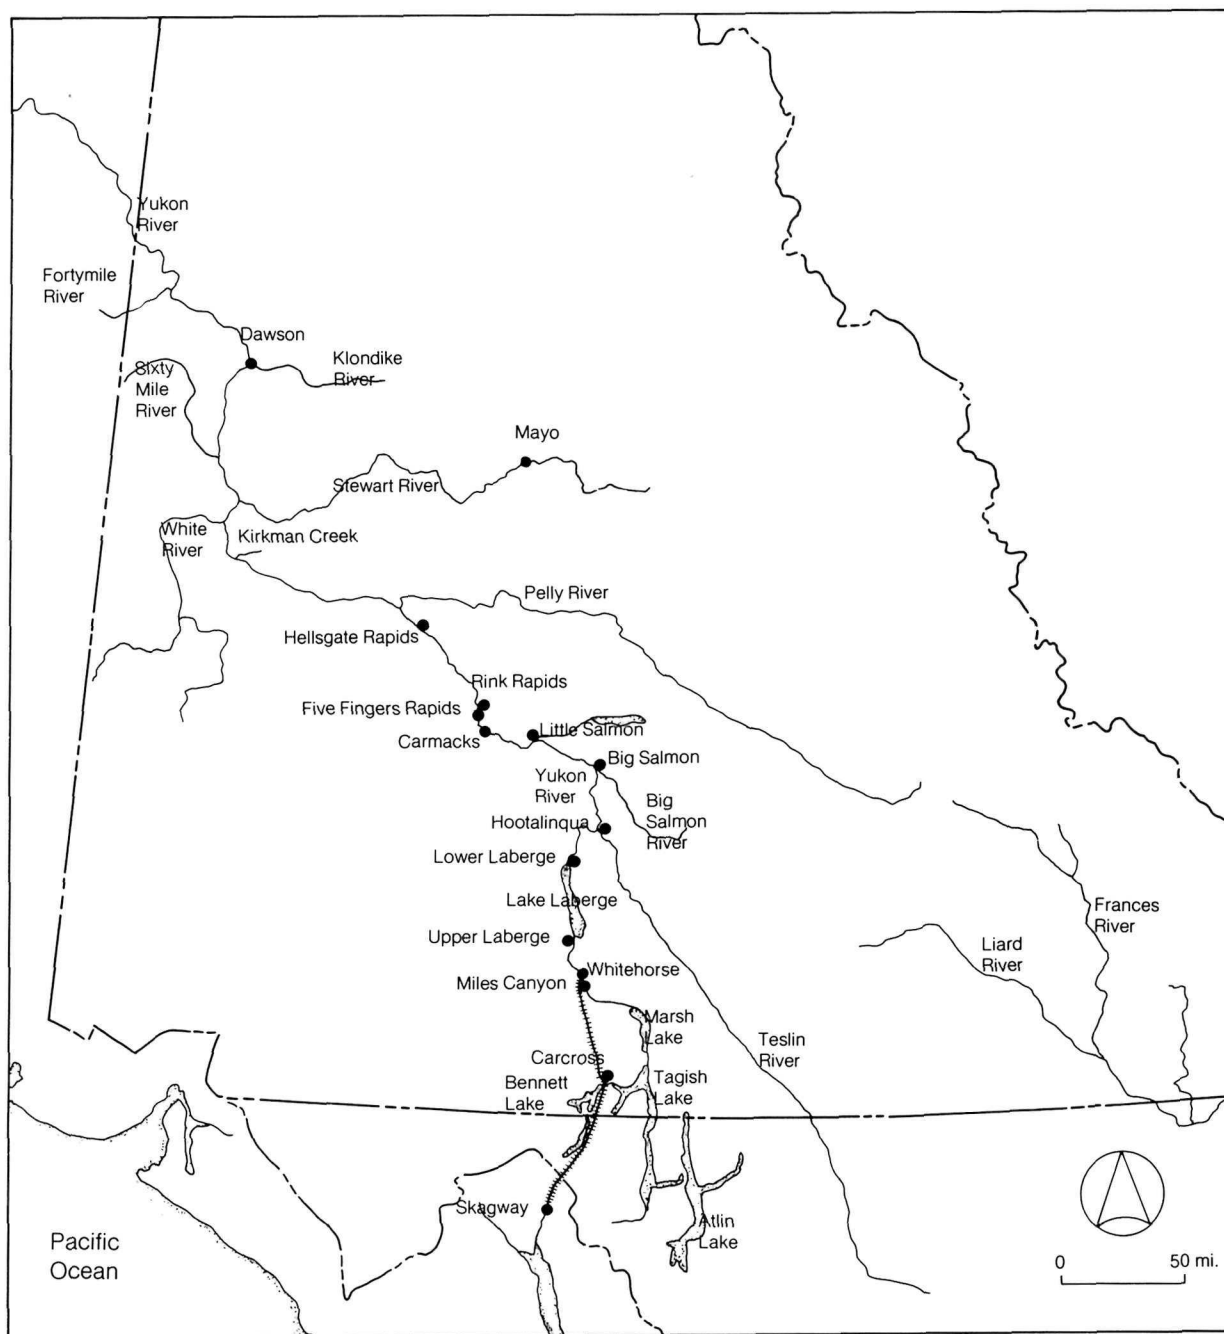 Yukon
River
Fortymile
River
Dawson
Klondike
River
Sixty
Mile
River
Mayo
Stewart River
White
River
Kirkman Creek
Pelly River
Hellsgate Rapids
Rink Rapids
Five Fingers Rapids
Little Salmon
Carmacks
Big Salmon
Yukon
River
Big
Salmon
River
Hootalinqua
Lower Laberge
Lake Laberge
Frances
River
Upper Laberge
Liard
River
Whitehorse
Miles Canyon
Marsh
Lake
Teslin
River
Carcross
Bennett
Lake
Tagish
Lake
Skagway
Atlin
Lake
Pacific
Ocean
0 50 mi.